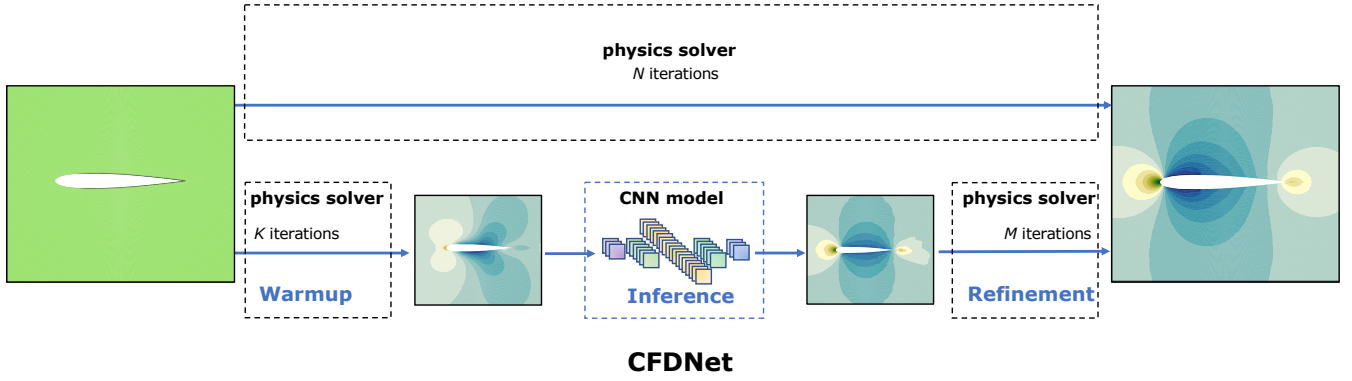 physics solver
N iterations
physics solver
K iterations
Warmup
CNN model
Inference
physics solver
M iterations
Refinement
CFDNet